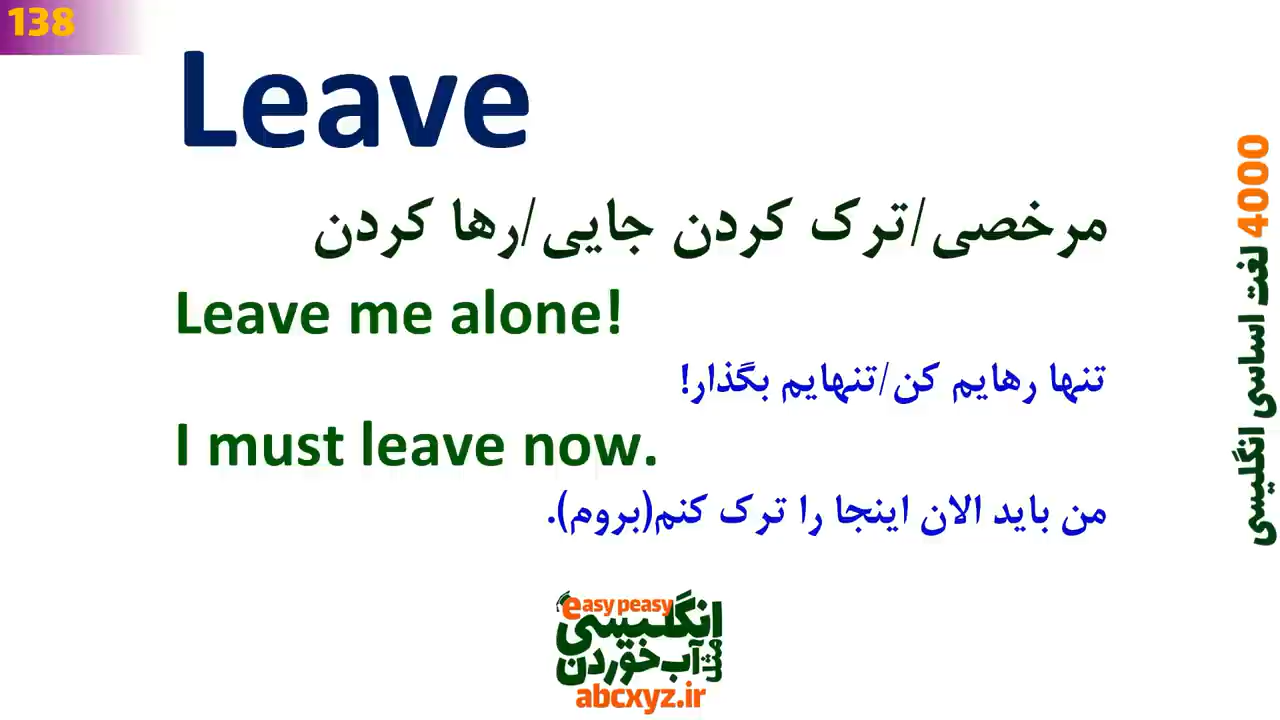 138
Leave
مرخصی/ترک کردن جایی/رها کردن
Leave me alone!
تنها رهایم کن/تنهایم بگذار!
I must leave now.
من باید الان اینجا را ترک کنم(بروم).
4000 لغت اساسی انگلیسی
easy peasy
انگلیسی
مثل آب خوردن
abcxyz.ir